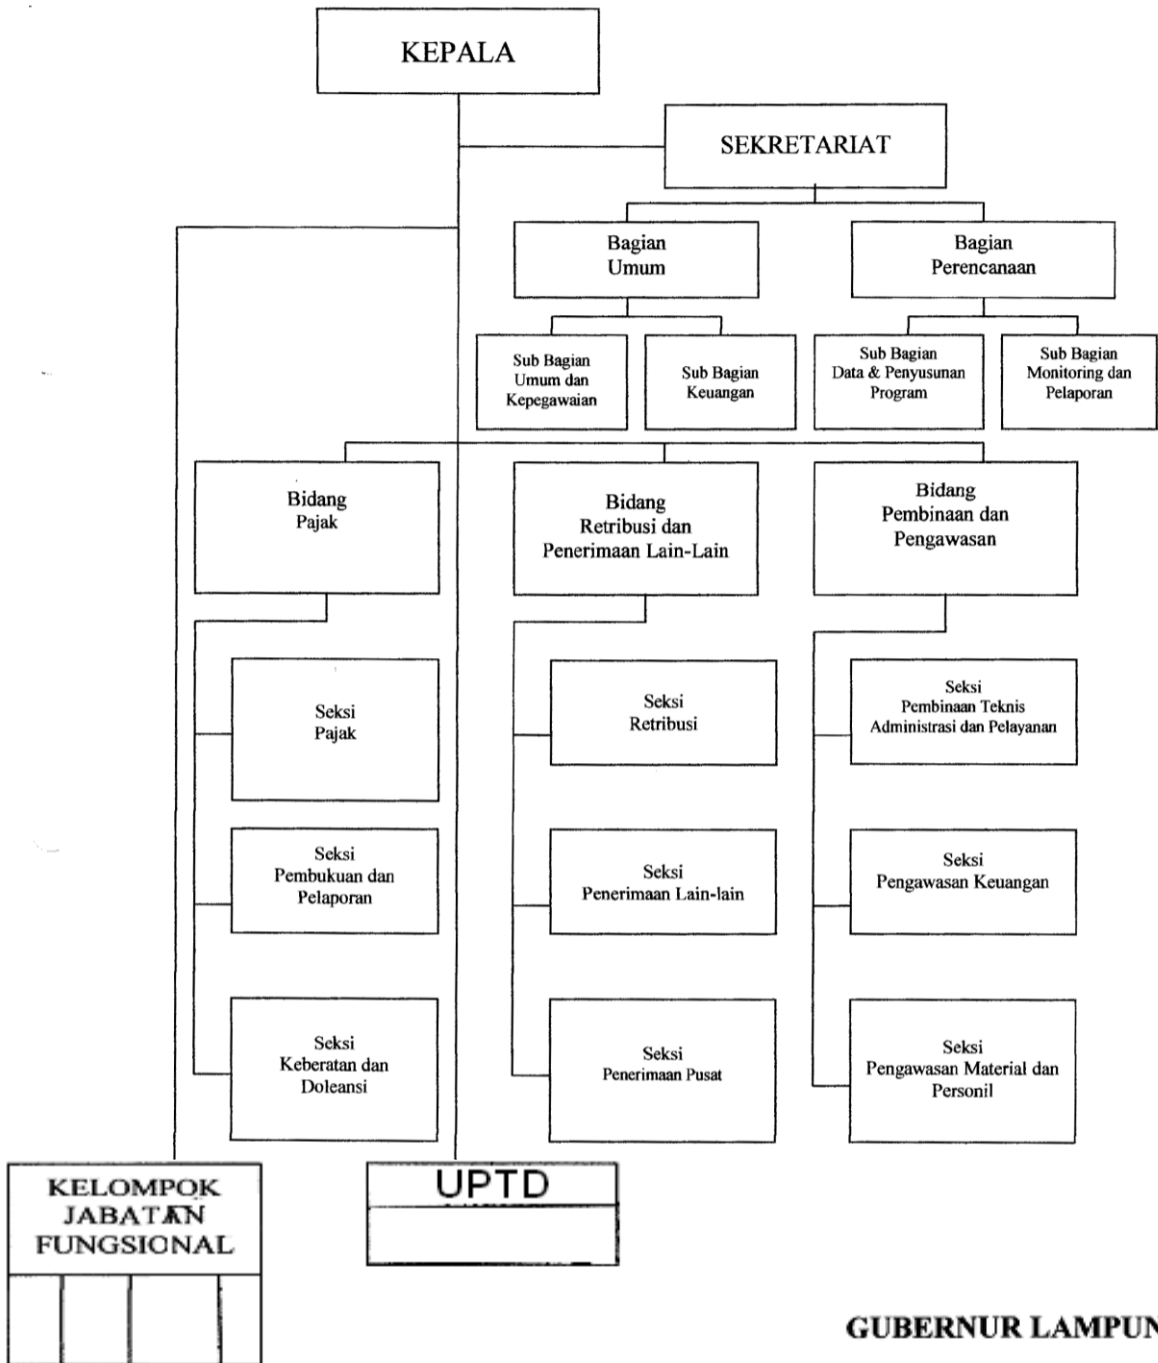 KEPALA
SEKRETARIAT
Bagian
Umum
Bagian
Perencanaan
Sub Bagian
Umum dan
Kepegawaian
Sub Bagian
Keuangan
Sub Bagian
Data & Penyusunan
Program
Sub Bagian
Monitoring dan
Pelaporan
Bidang
Pajak
Bidang
Retribusi dan
Penerimaan Lain-Lain
Bidang
Pembinaan dan
Pengawasan
Seksi
Pajak
Seksi
Retribusi
Seksi
Pembinaan Teknis
Administrasi dan Pelayanan
Seksi
Pembukuan dan
Pelaporan
Seksi
Penerimaan Lain-lain
Seksi
Pengawasan Keuangan
Seksi
Keberatan dan
Doleansi
Seksi
Penerimaan Pusat
Seksi
Pengawasan Material dan
Personil
KELOMPOK
JABATAN
FUNGSIONAL
UPTD
GUBERNUR LAMPUN